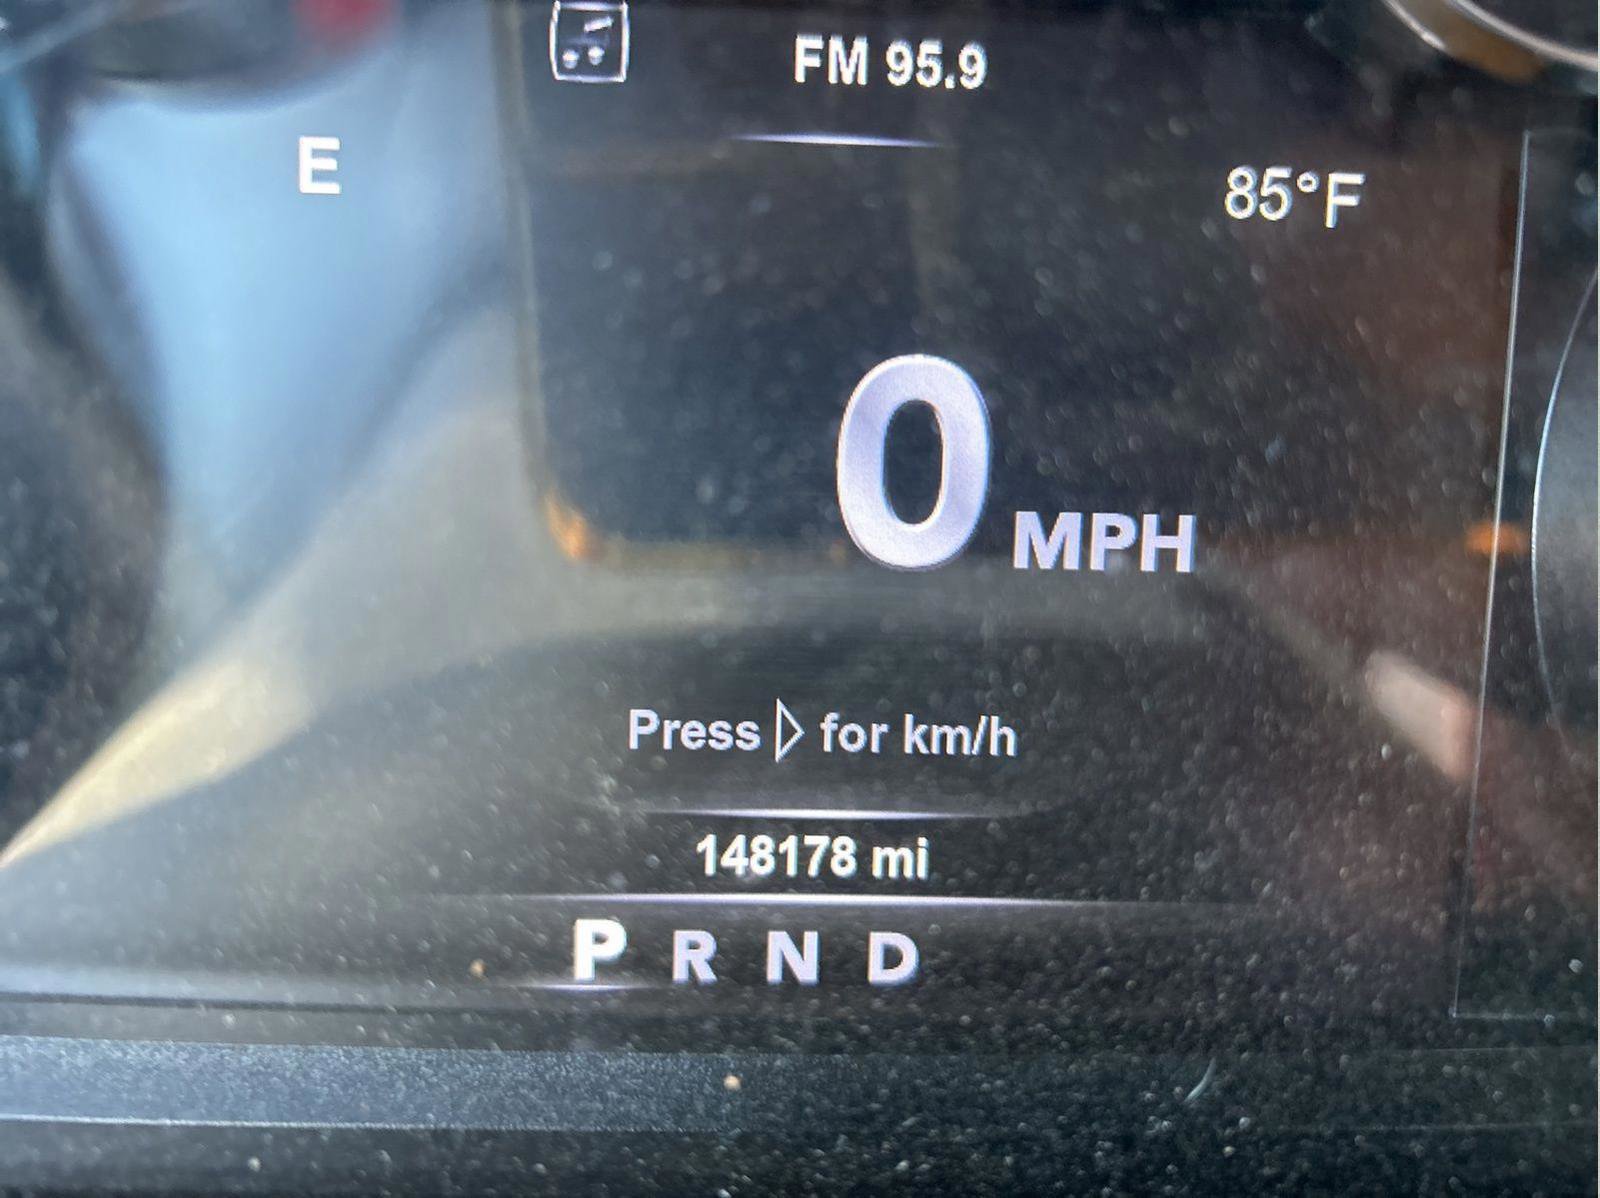 FM 95.9
E
85°F
0 MPH
Press ▷ for km/h
148178 mi
P R N D